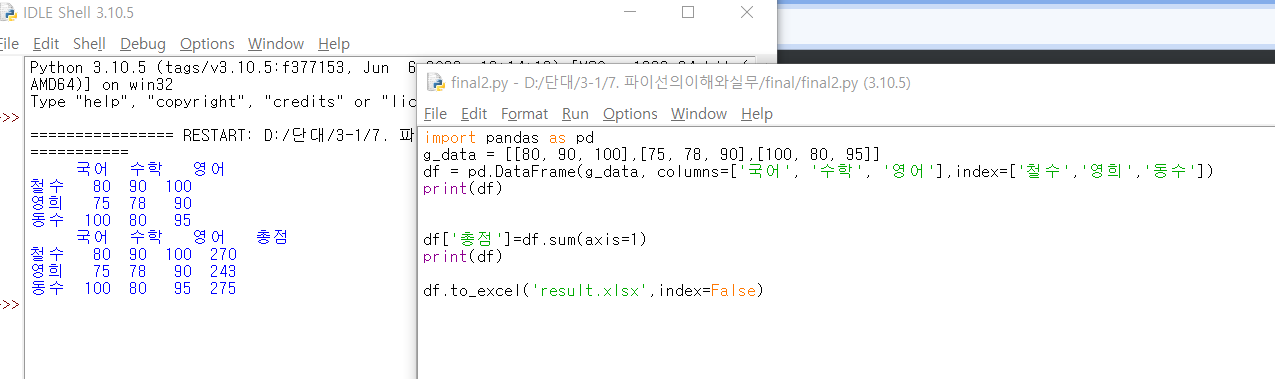 IDLE Shell 3.10.5
File Edit Shell Debug Options Window Help
Python 3.10.5 (tags/v3.10.5:f377153, Jun 6
AMD64)] on win32
Type "help", "copyright", "credits" or "lic
>>>
================ RESTART: D:/단대/3-1/7. 파
===========
국어 수학 영어
철수 80 90 100
영희 75 78 90
동수 100 80 95
국어 수학 영어 총점
철수 80 90 100 270
영희 75 78 90 243
동수 100 80 95 275
>>>
final2.py - D:/단대/3-1/7. 파이선의이해와실무/final/final2.py (3.10.5)
File Edit Format Run Options Window Help
import pandas as pd
g_data = [[80, 90, 100],[75, 78, 90],[100, 80, 95]]
df = pd.DataFrame(g_data, columns=['국어', '수학', '영어'],index=['철수','영희','동수'])
print(df)
df['총점']=df.sum(axis=1)
print(df)
df.to_excel('result.xlsx',index=False)